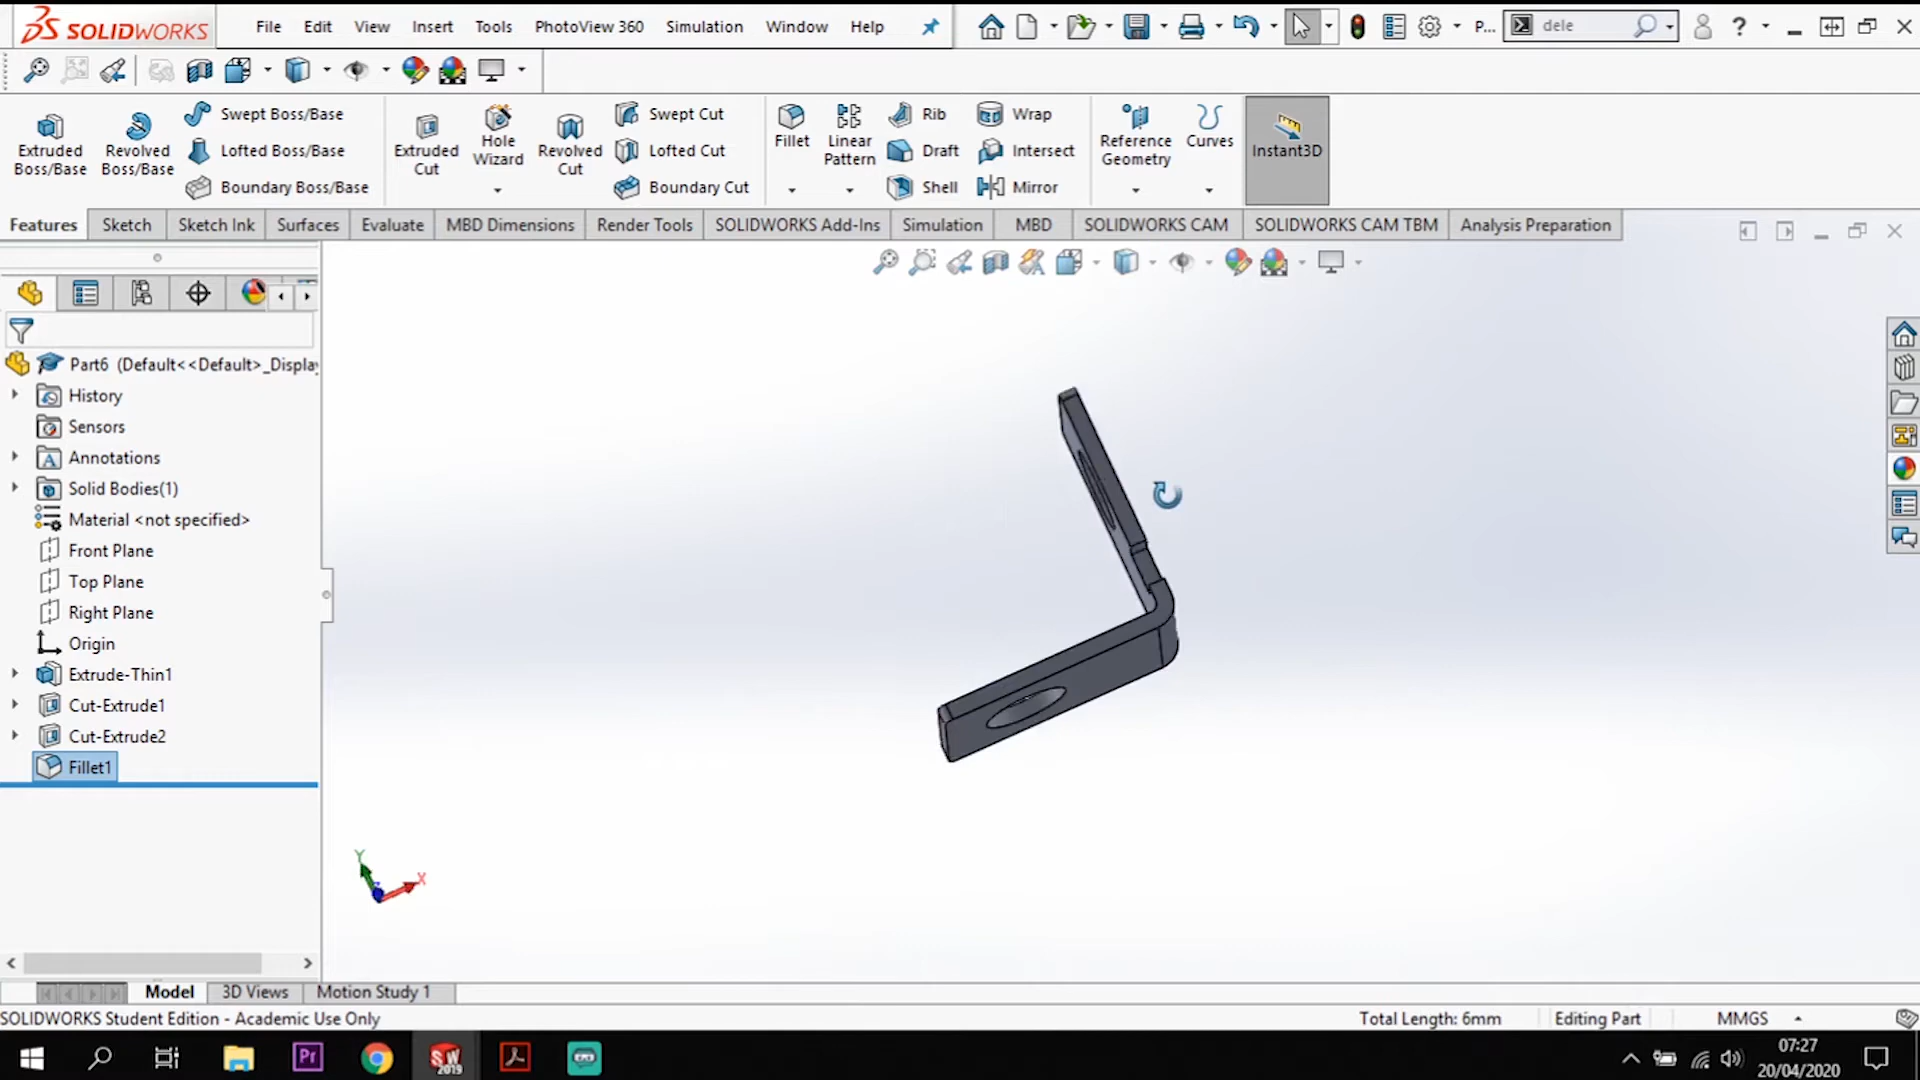 SOLIDWORKS File Edit View Insert Tools PhotoView 360 Simulation Window Help P... dele ?
Extruded Boss/Base
Revolved Boss/Base
Swept Boss/Base
Lofted Boss/Base
Boundary Boss/Base
Extruded Cut
Hole Wizard
Revolved Cut
Swept Cut
Lofted Cut
Boundary Cut
Fillet
Linear Pattern
Rib
Draft
Shell
Wrap
Intersect
Mirror
Reference Geometry
Curves
Instant3D
Features Sketch Sketch Ink Surfaces Evaluate MBD Dimensions Render Tools SOLIDWORKS Add-Ins Simulation MBD SOLIDWORKS CAM SOLIDWORKS CAM TBM Analysis Preparation
Part6 (Default<<Default>_Displa
History
Sensors
Annotations
Solid Bodies(1)
Material <not specified>
Front Plane
Top Plane
Right Plane
Origin
Extrude-Thin1
Cut-Extrude1
Cut-Extrude2
Fillet1
Y
X
Model 3D Views Motion Study 1
SOLIDWORKS Student Edition - Academic Use Only Total Length: 6mm Editing Part MMGS
Pr SW 2019 07:27
20/04/2020